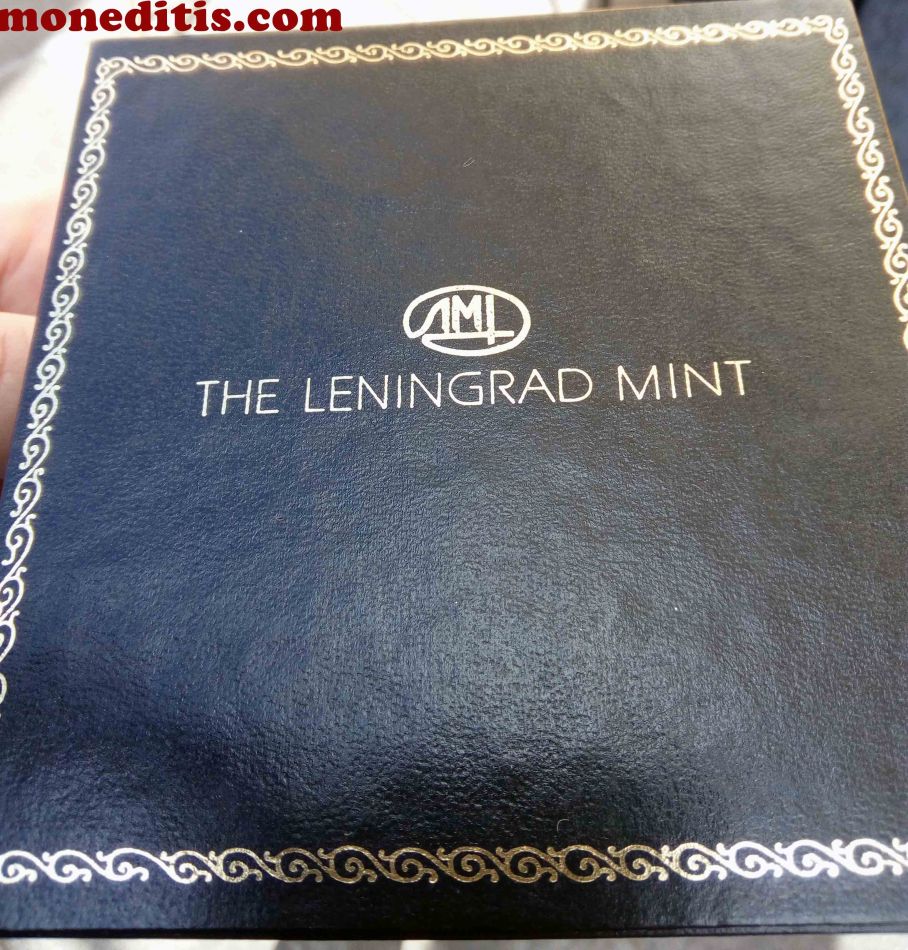 moneditis.com
ЛМД
THE LENINGRAD MINT